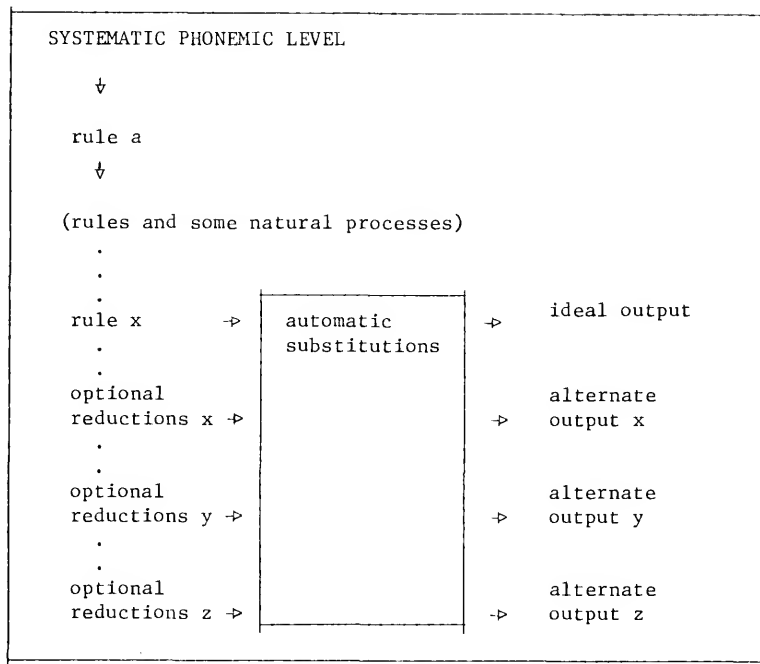 SYSTEMATIC PHONEMIC LEVEL
rule a
(rules and some natural processes)
rule x automatic ideal output
substitutions
optional alternate
reductions x output x
optional alternate
reductions y output y
optional alternate
reductions z output z